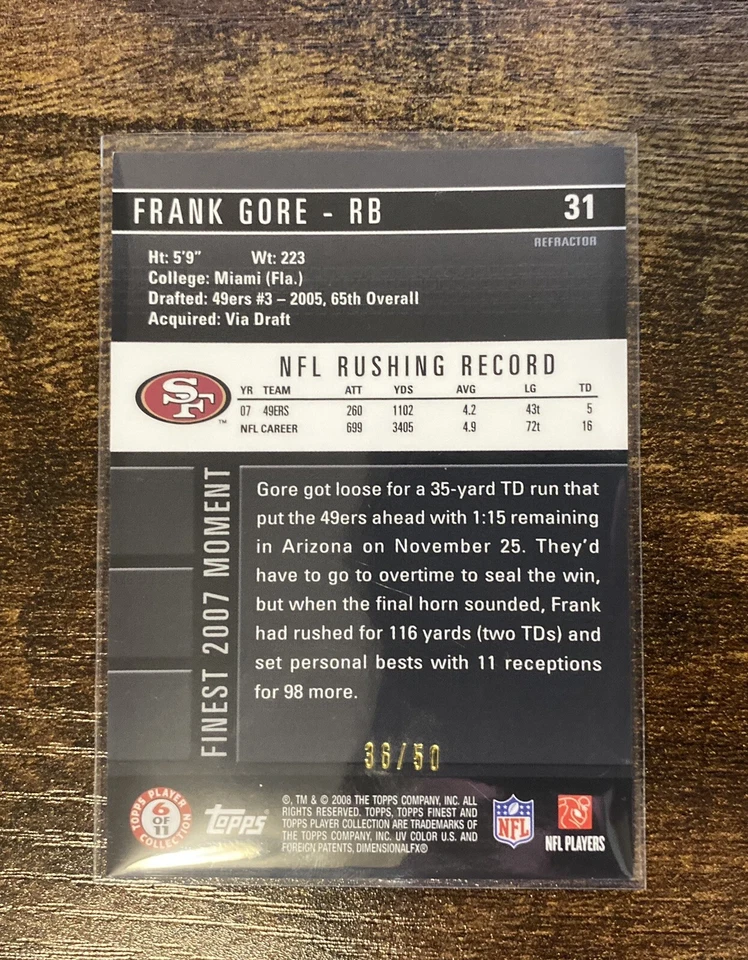 FRANK GORE - RB 31
REFRACTOR
Ht: 5'9" Wt: 223
College: Miami (Fla.)
Drafted: 49ers #3 – 2005, 65th Overall
Acquired: Via Draft
NFL RUSHING RECORD
SF
TM
YR TEAM ATT YDS AVG LG TD
07 49ERS 260 1102 4.2 43t 5
NFL CAREER 699 3405 4.9 72t 16
FINEST 2007 MOMENT
Gore got loose for a 35-yard TD run that
put the 49ers ahead with 1:15 remaining
in Arizona on November 25. They'd
have to go to overtime to seal the win,
but when the final horn sounded, Frank
had rushed for 116 yards (two TDs) and
set personal bests with 11 receptions
for 98 more.
36/50
TOPPS PLAYER
6
OF
11
COLLECTION
topps
®, TM & © 2008 THE TOPPS COMPANY, INC. ALL
RIGHTS RESERVED. TOPPS, TOPPS FINEST AND
TOPPS PLAYER COLLECTION ARE TRADEMARKS OF
THE TOPPS COMPANY, INC. UV COLOR U.S. AND
FOREIGN PATENTS, DIMENSIONALFX®
NFL
NFL PLAYERS